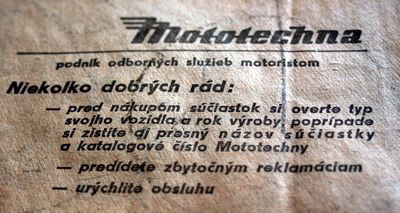 Mototechna
podnik odborných služieb motoristom
Niekolko dobrých rád:
— pred nákupom súčiastok si overte typ
svojho vozidla a rok výroby, poprípade
si zistite aj presný názov súčiastky
a katalogové číslo Mototechny
— predídete zbytočným reklamáciam
— urýchlite obsluhu